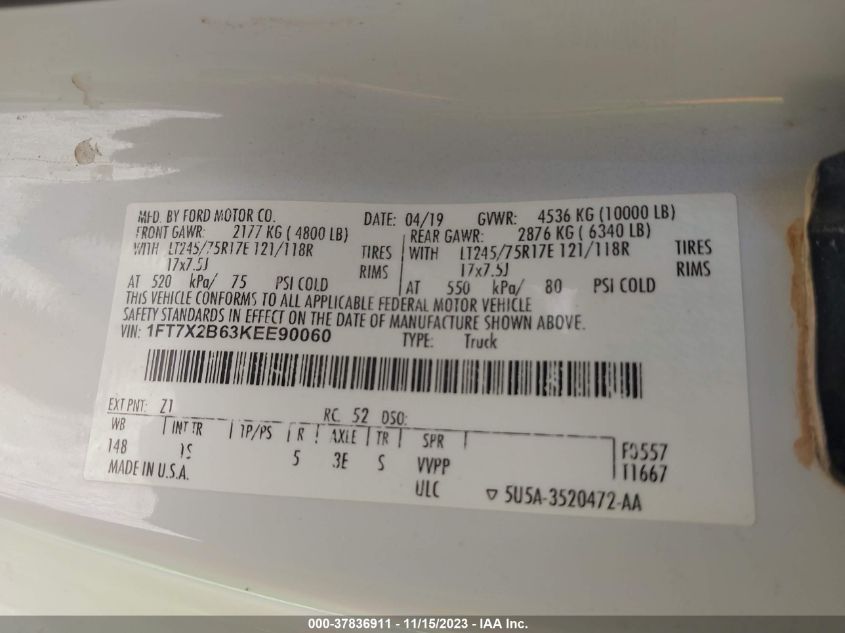 MFD. BY FORD MOTOR CO. DATE: 04/19 GVWR: 4536 KG (10000 LB)
FRONT GAWR: 2177 KG ( 4800 LB) REAR GAWR: 2876 KG ( 6340 LB)
WITH LT245/75R17E 121/118R TIRES WITH LT245/75R17E 121/118R TIRES
17x7.5J RIMS 17x7.5J RIMS
AT 520 kPa/ 75 PSI COLD AT 550 kPa/ 80 PSI COLD
THIS VEHICLE CONFORMS TO ALL APPLICABLE FEDERAL MOTOR VEHICLE
SAFETY STANDARDS IN EFFECT ON THE DATE OF MANUFACTURE SHOWN ABOVE.
VIN: 1FT7X2B63KEE90060 TYPE: Truck
EXT PNT: Z1 RC: 52 DSO:
WB INT TR TP/PS R AXLE TR SPR
148 5 3E S VVPP
MADE IN U.S.A. ULC
5U5A-3520472-AA
000-37836911 - 11/15/2023 - IAA Inc.